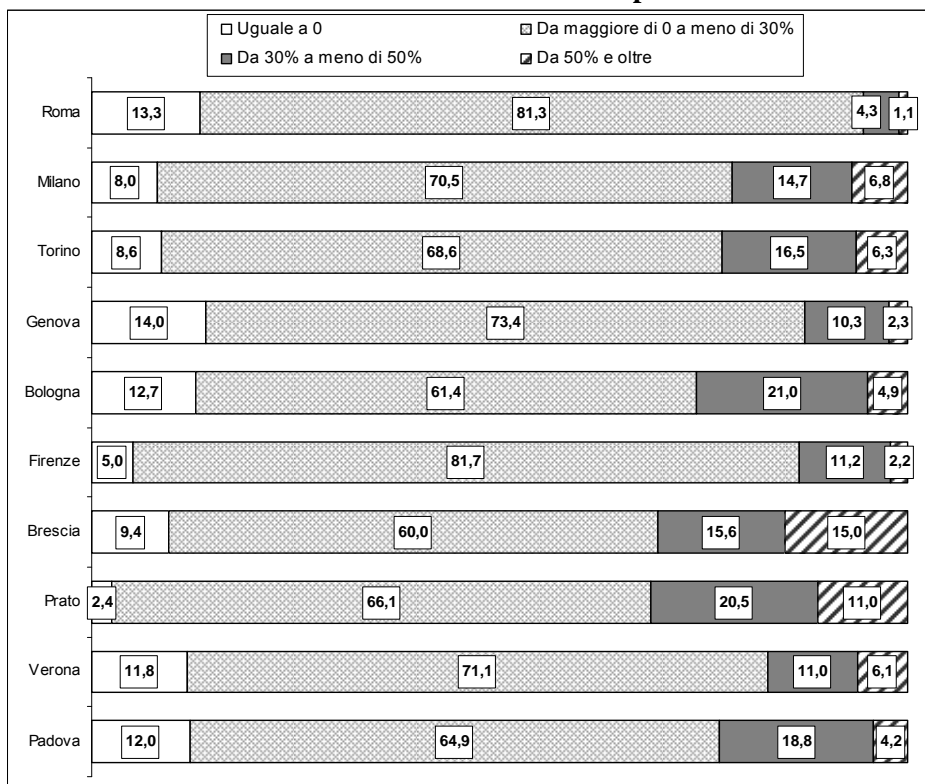 Uguale a 0 Da maggiore di 0 a meno di 30%
Da 30% a meno di 50% Da 50% e oltre
Roma 13,3 81,3 4,3 1,1
Milano 8,0 70,5 14,7 6,8
Torino 8,6 68,6 16,5 6,3
Genova 14,0 73,4 10,3 2,3
Bologna 12,7 61,4 21,0 4,9
Firenze 5,0 81,7 11,2 2,2
Brescia 9,4 60,0 15,6 15,0
Prato 2,4 66,1 20,5 11,0
Verona 11,8 71,1 11,0 6,1
Padova 12,0 64,9 18,8 4,2